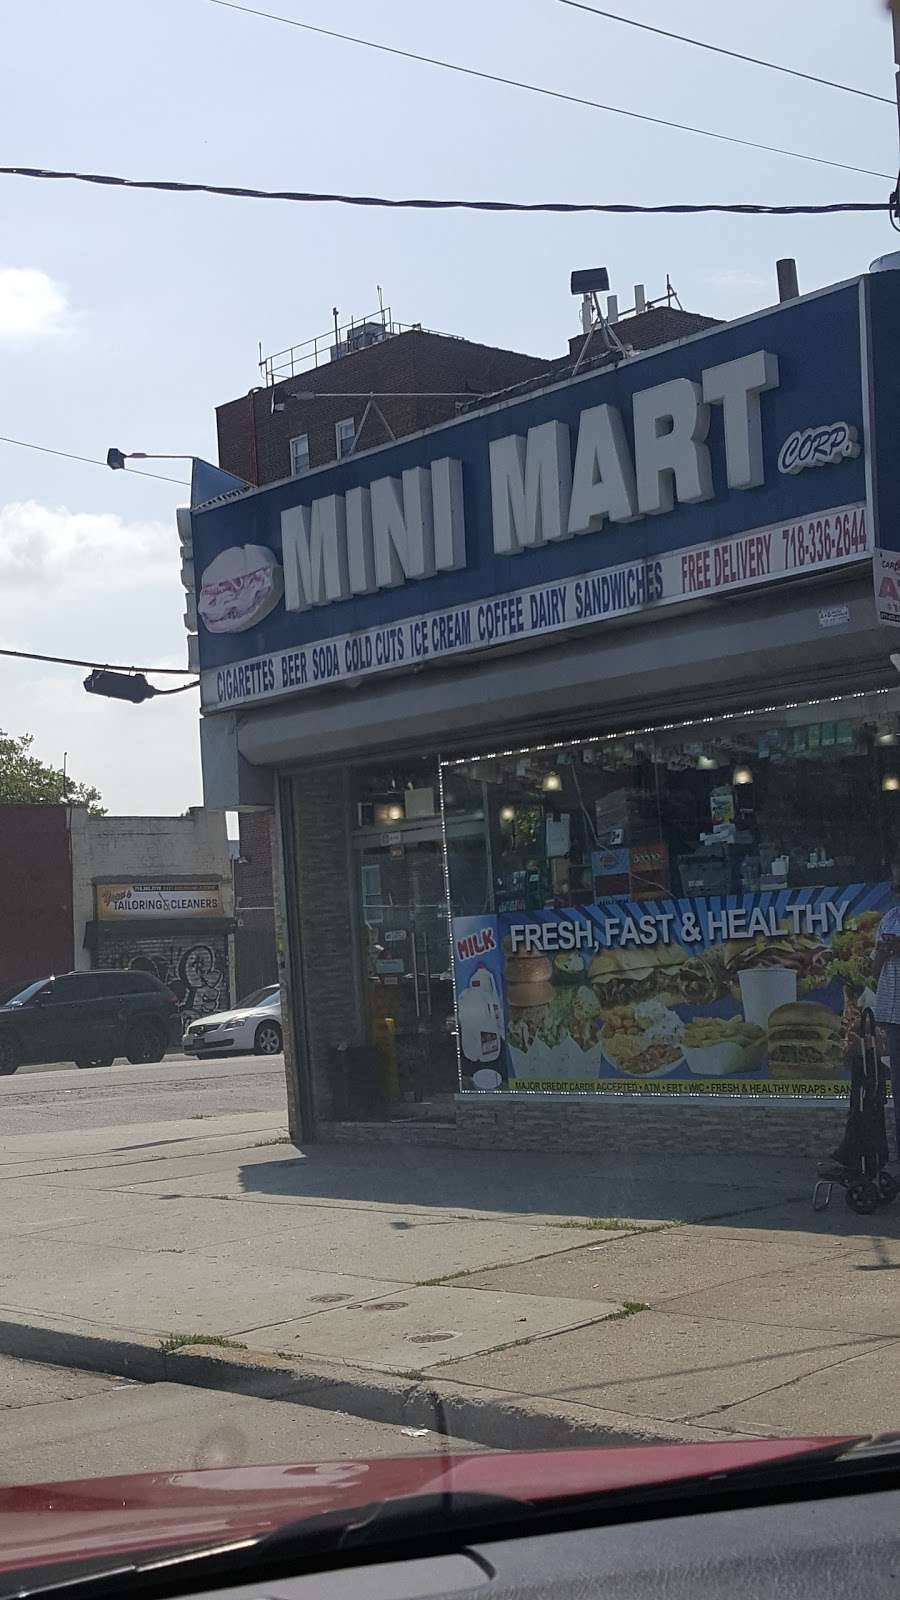 MINI MART CORP.
CIGARETTES BEER SODA COLD CUTS ICE CREAM COFFEE DAIRY SANDWICHES FREE DELIVERY 718-336-2644
TAILORING & CLEANERS
MILK
FRESH, FAST & HEALTHY
MAJOR CREDIT CARDS ACCEPTED • ATM • EBT • WIC • FRESH & HEALTHY WRAPS • SAN